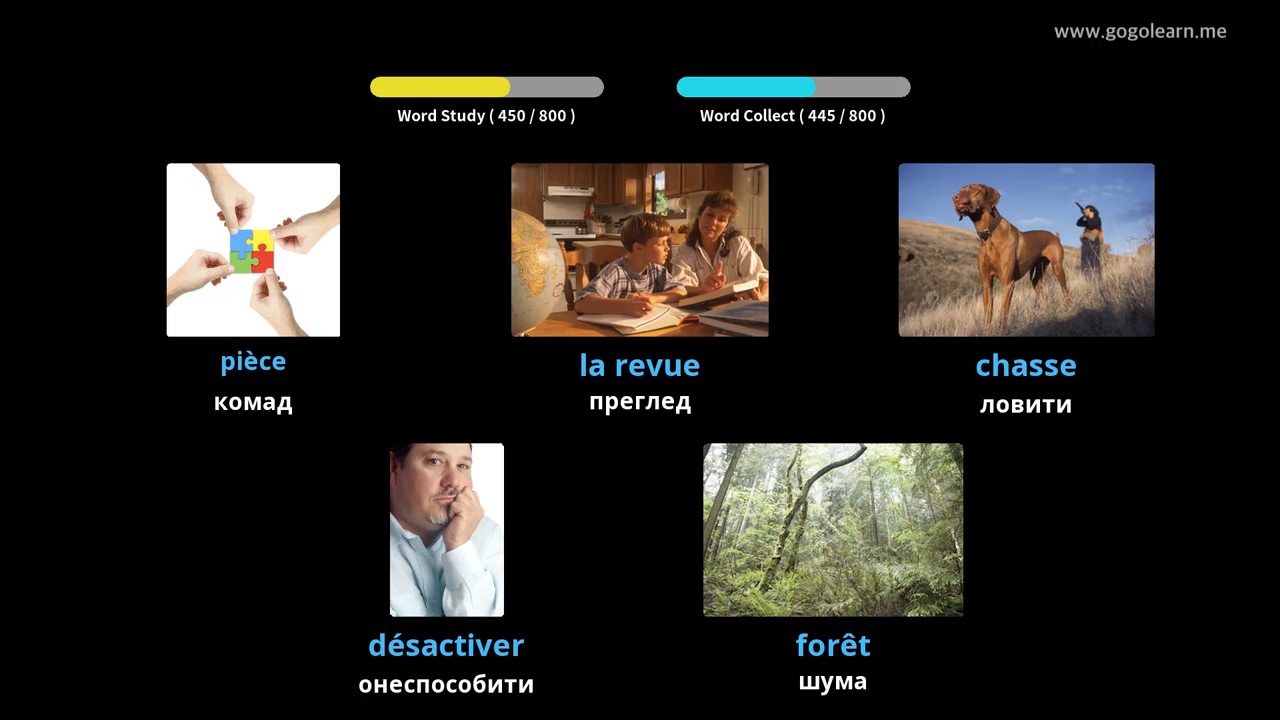 www.gogolearn.me
Word Study ( 450 / 800 )
Word Collect ( 445 / 800 )
pièce
комад
la revue
преглед
chasse
ловити
désactiver
онеспособити
forêt
шума